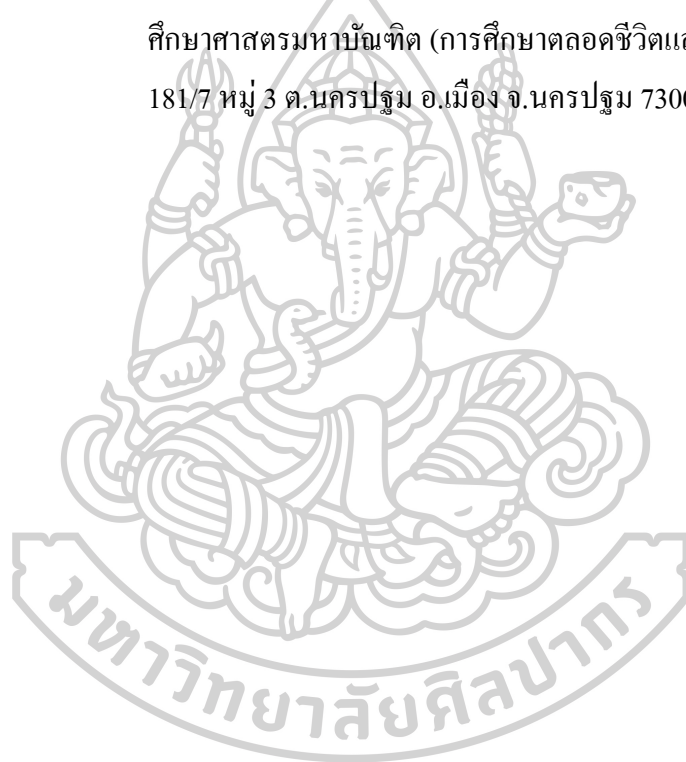 ศึกษาศาสตรมหาบัณฑิต (การศึกษาตลอดชีวิตและ
181/7 หมู่ 3 ต.นครปฐม อ.เมือง จ.นครปฐม 7300
มหาวิทยาลัยศิลปากร